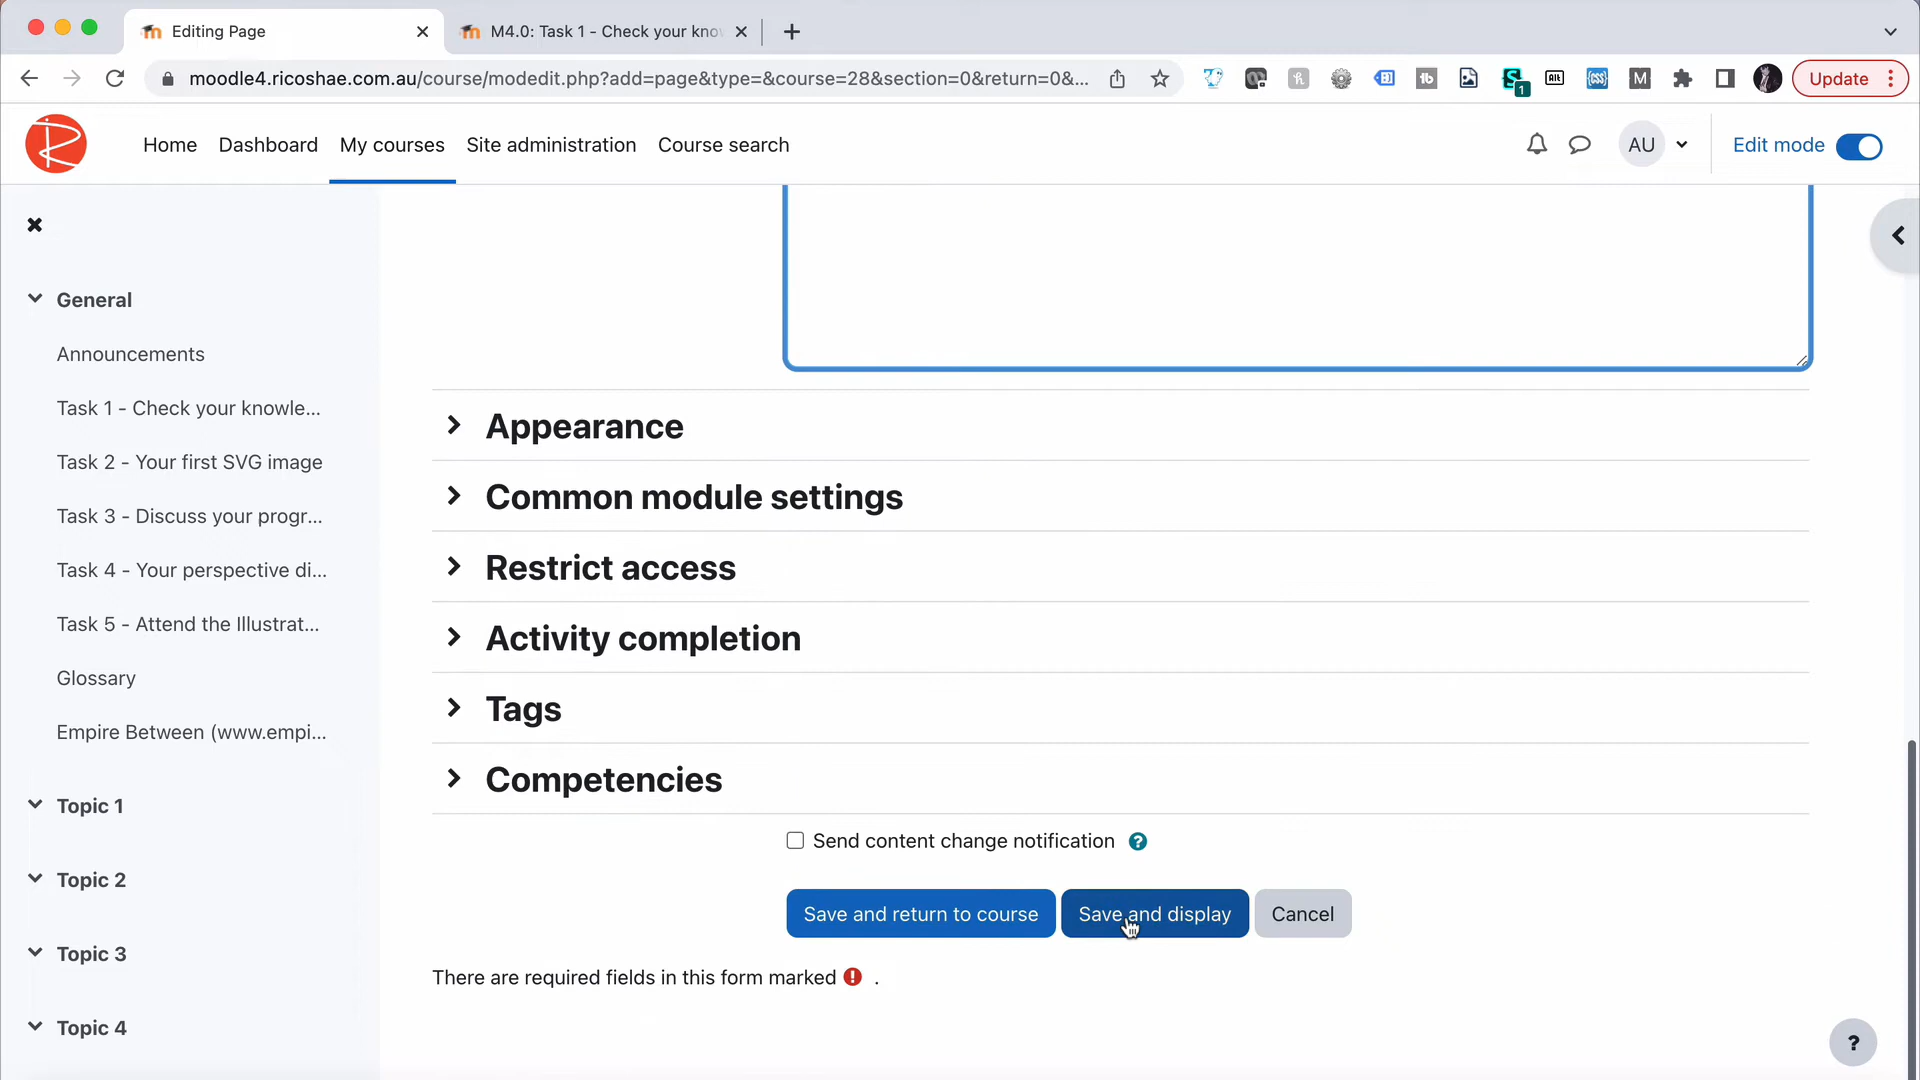 Editing Page
M4.0: Task 1 - Check your kno
moodle4.ricoshae.com.au/course/modedit.php?add=page&type=&course=28&section=0&return=0&...
Update
Home
Dashboard
My courses
Site administration
Course search
AU
Edit mode
General
Announcements
Task 1 - Check your knowle...
Task 2 - Your first SVG image
Task 3 - Discuss your progr...
Task 4 - Your perspective di...
Task 5 - Attend the Illustrat...
Glossary
Empire Between (www.empi...
Topic 1
Topic 2
Topic 3
Topic 4
Appearance
Common module settings
Restrict access
Activity completion
Tags
Competencies
Send content change notification
Save and return to course
Save and display
Cancel
There are required fields in this form marked .